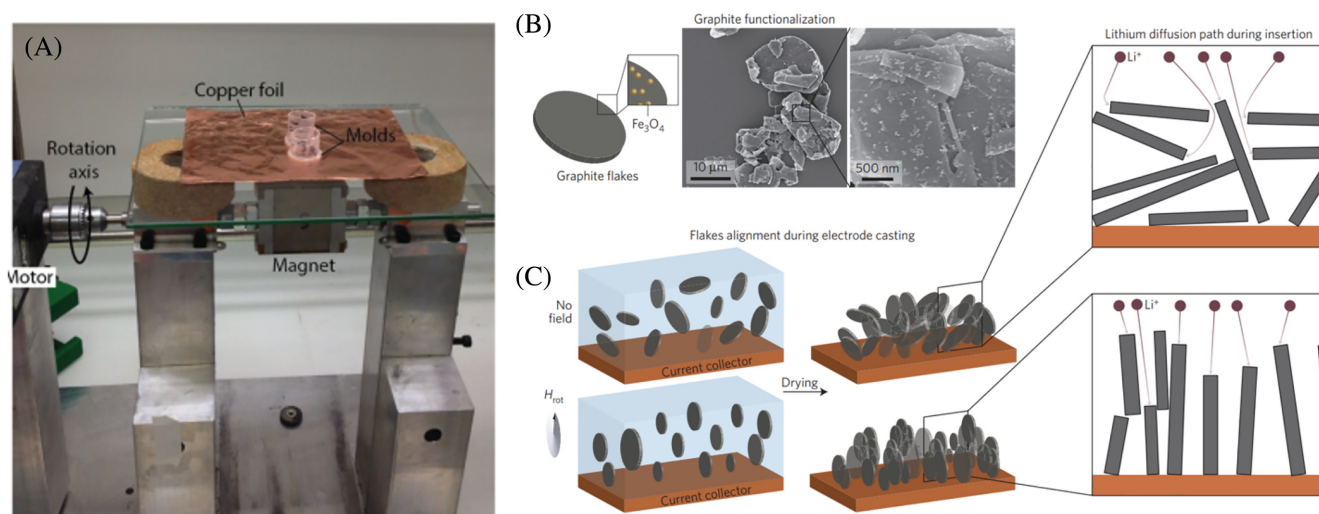 (A)
Copper foil
Molds
Rotation
axis
Magnet
Motor
(B)
Graphite functionalization
Fe3O4
Graphite flakes
10 µm
500 nm
Lithium diffusion path during insertion
Li+
(C)
Flakes alignment during electrode casting
No
field
Current collector
Drying
Hrot
Current collector
Li+